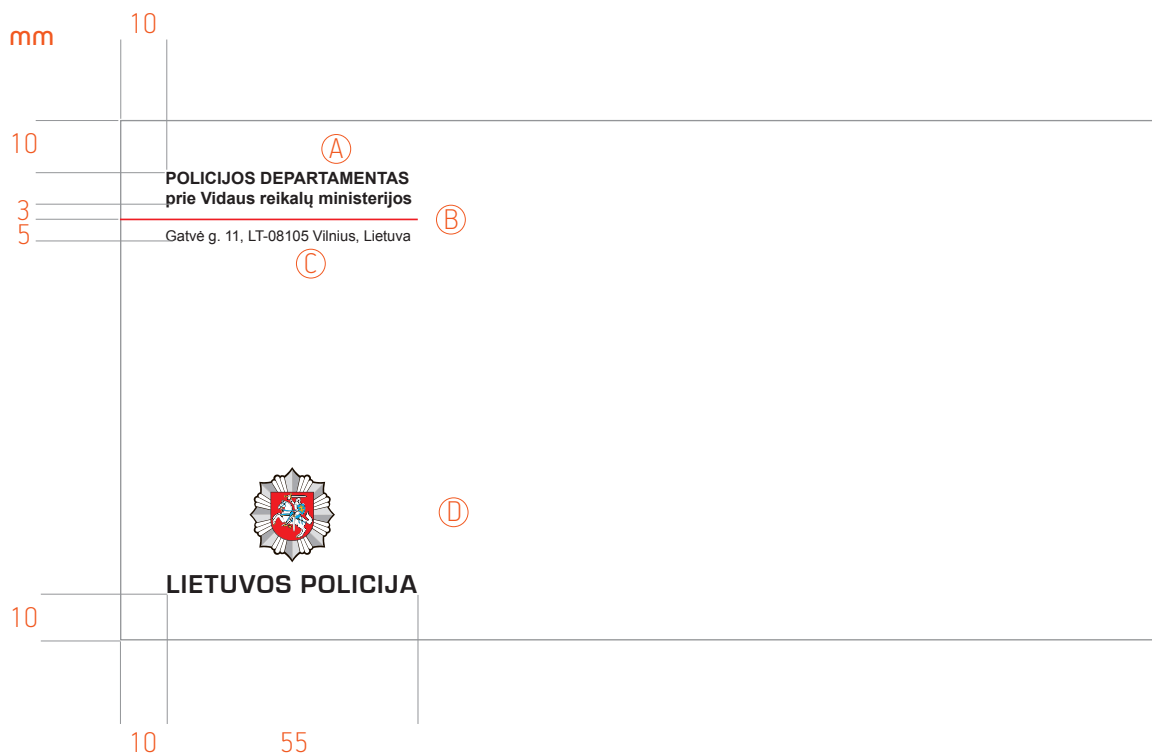 mm
10
10
A
POLICIJOS DEPARTAMENTAS
prie Vidaus reikalų ministerijos
3
B
5
Gatvė g. 11, LT-08105 Vilnius, Lietuva
C
D
LIETUVOS POLICIJA
10
10
55